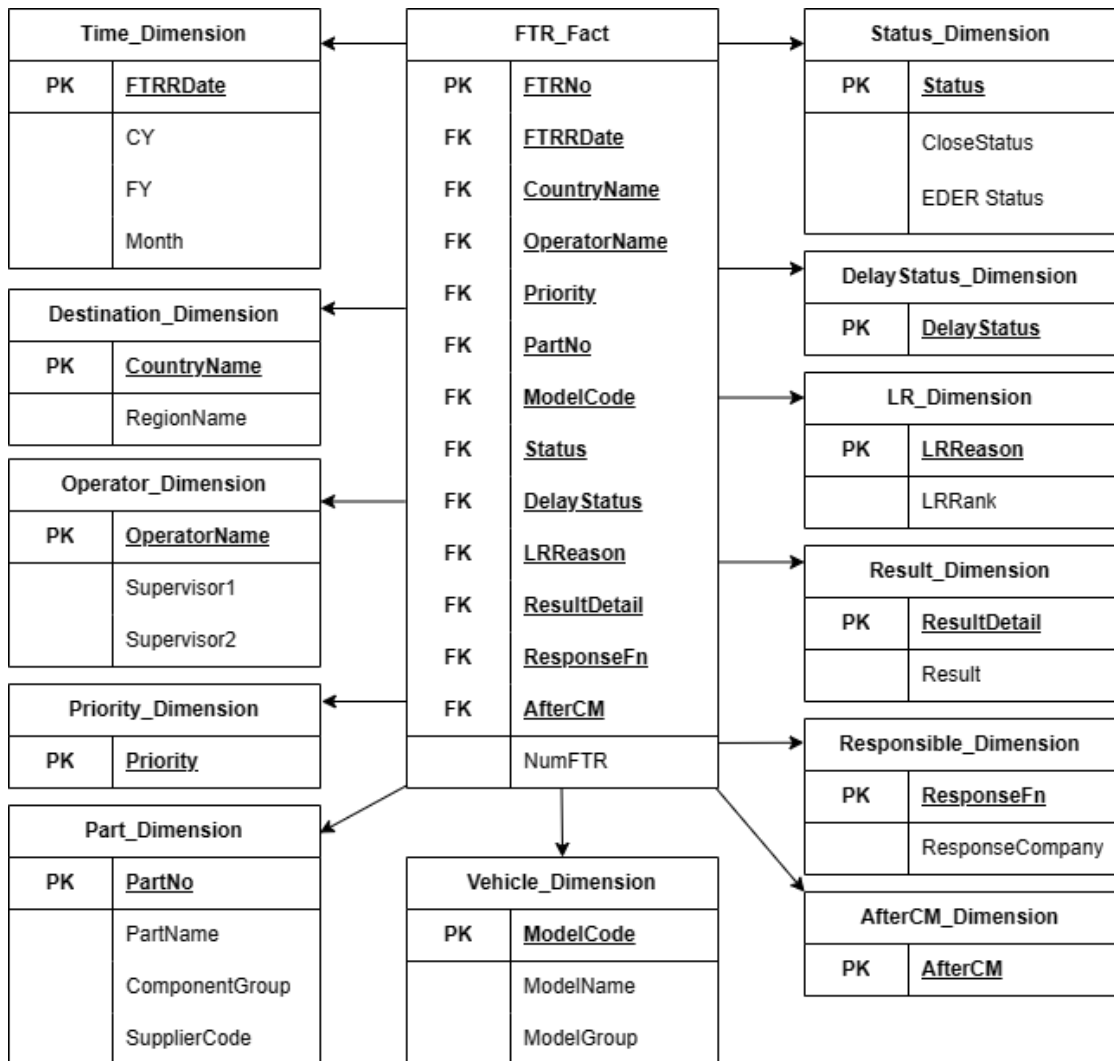 Time_Dimension
PK FTRRDate
CY
FY
Month
Destination_Dimension
PK CountryName
RegionName
Operator_Dimension
PK OperatorName
Supervisor1
Supervisor2
Priority_Dimension
PK Priority
Part_Dimension
PK PartNo
PartName
ComponentGroup
SupplierCode
FTR_Fact
PK FTRNo
FK FTRRDate
FK CountryName
FK OperatorName
FK Priority
FK PartNo
FK ModelCode
FK Status
FK DelayStatus
FK LRReason
FK ResultDetail
FK ResponseFn
FK AfterCM
NumFTR
Vehicle_Dimension
PK ModelCode
ModelName
ModelGroup
Status_Dimension
PK Status
CloseStatus
EDER Status
DelayStatus_Dimension
PK DelayStatus
LR_Dimension
PK LRReason
LRRank
Result_Dimension
PK ResultDetail
Result
Responsible_Dimension
PK ResponseFn
ResponseCompany
AfterCM_Dimension
PK AfterCM